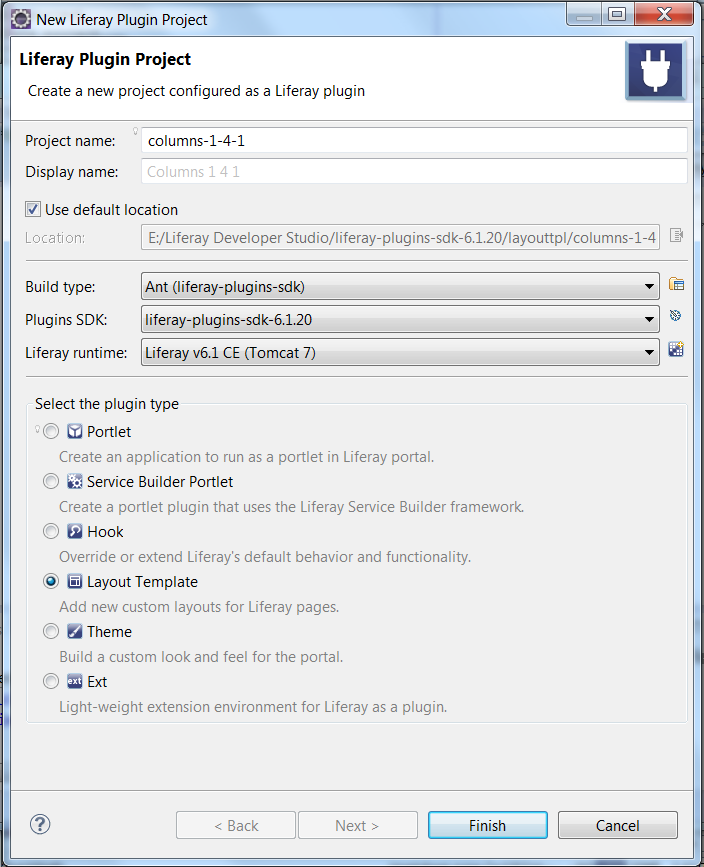 New Liferay Plugin Project
Liferay Plugin Project
Create a new project configured as a Liferay plugin
Project name: columns-1-4-1
Display name: Columns 1 4 1
Use default location
Location: E:/Liferay Developer Studio/liferay-plugins-sdk-6.1.20/layouttpl/columns-1-4
Build type: Ant (liferay-plugins-sdk)
Plugins SDK: liferay-plugins-sdk-6.1.20
Liferay runtime: Liferay v6.1 CE (Tomcat 7)
Select the plugin type
Portlet
Create an application to run as a portlet in Liferay portal.
Service Builder Portlet
Create a portlet plugin that uses the Liferay Service Builder framework.
Hook
Override or extend Liferay's default behavior and functionality.
Layout Template
Add new custom layouts for Liferay pages.
Theme
Build a custom look and feel for the portal.
ext Ext
Light-weight extension environment for Liferay as a plugin.
? < Back Next > Finish Cancel